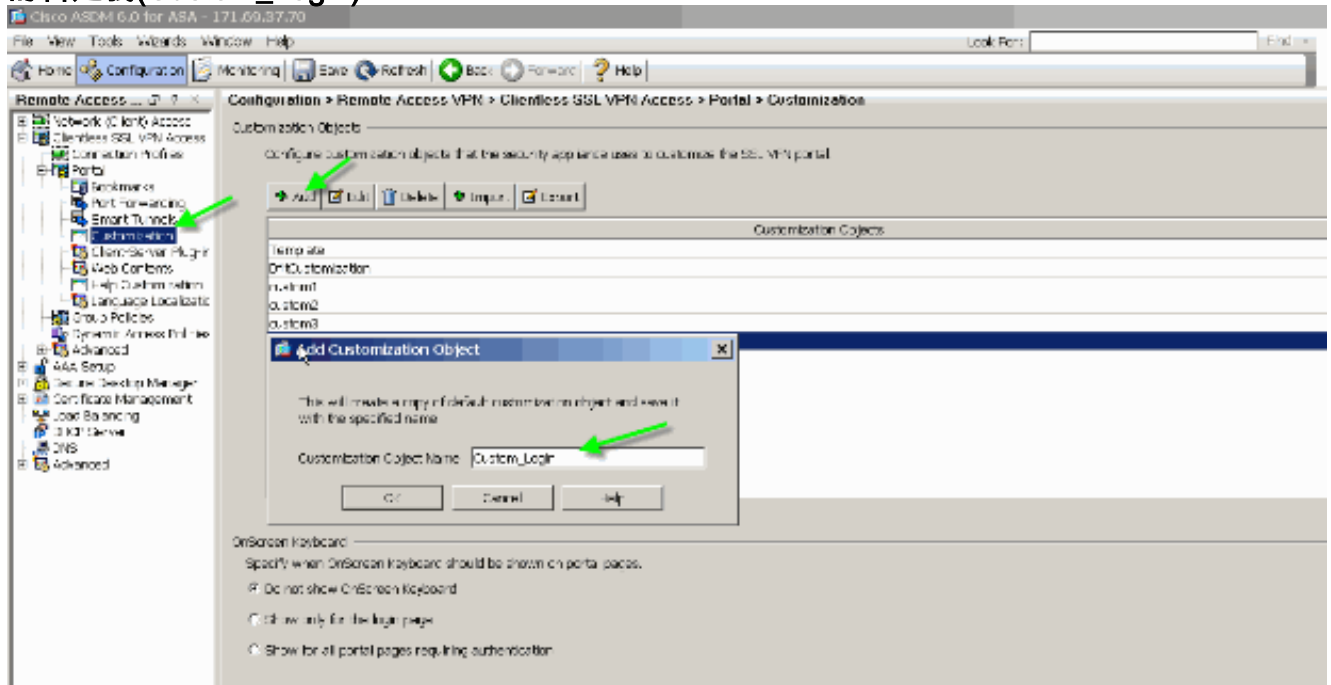 Cisco ASDM 6.0 for ASA - 171.69.37.70
File View Tools Wizards Window Help
Look For:
Home Configuration Monitoring Save Refresh Back Forward Help
Remote Access ...
Configuration > Remote Access VPN > Clientless SSL VPN Access > Portal > Customization
Network (Client) Access
Clientless SSL VPN Access
Connection Profiles
Portal
Bookmarks
Port Forwarding
Smart Tunnels
Customization
Client-Server Plug-in
Web Contents
Help Customization
Language Localizatio
Group Policies
Dynamic Access Policies
Advanced
AAA Setup
Secure Desktop Manager
Certificate Management
Load Balancing
DHCP Server
DNS
Advanced
Customization Objects
Configure customization objects that the security appliance uses to customize the SSL VPN portal.
Add Edit Delete Import Export
Customization Objects
Template
DfltCustomization
custom1
custom2
custom3
Add Customization Object
This will create a copy of default customization object and save it
with the specified name
Customization Object Name Custom_Login
OK Cancel Help
OnScreen Keyboard
Specify when OnScreen Keyboard should be shown on portal pages.
Do not show OnScreen Keyboard
Show only for the login page
Show for all portal pages requiring authentication